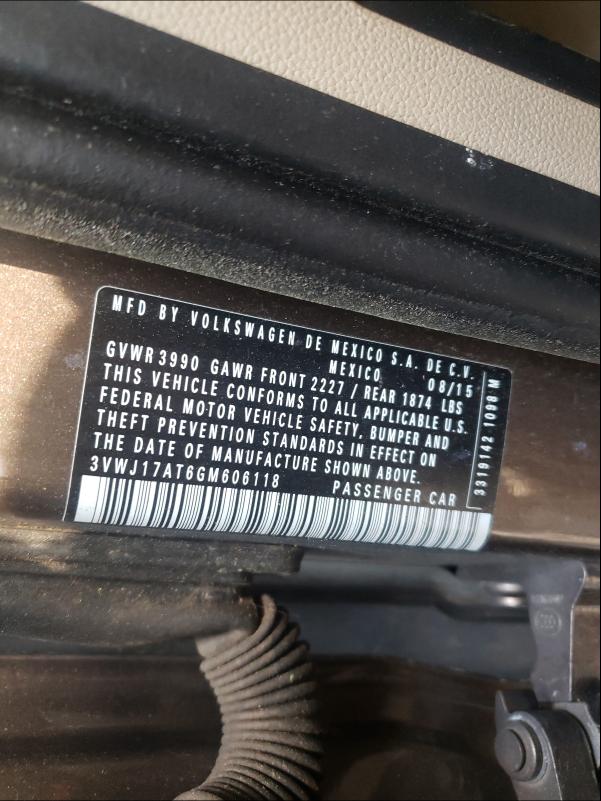 MFD BY VOLKSWAGEN DE MEXICO S.A. DE C.V.
MEXICO 08/15
GVWR 3990 GAWR FRONT 2227 / REAR 1874 LBS
THIS VEHICLE CONFORMS TO ALL APPLICABLE U.S.
FEDERAL MOTOR VEHICLE SAFETY, BUMPER AND
THEFT PREVENTION STANDARDS IN EFFECT ON
THE DATE OF MANUFACTURE SHOWN ABOVE.
3VWJ17AT6GM606118 PASSENGER CAR
3319142 1098 M